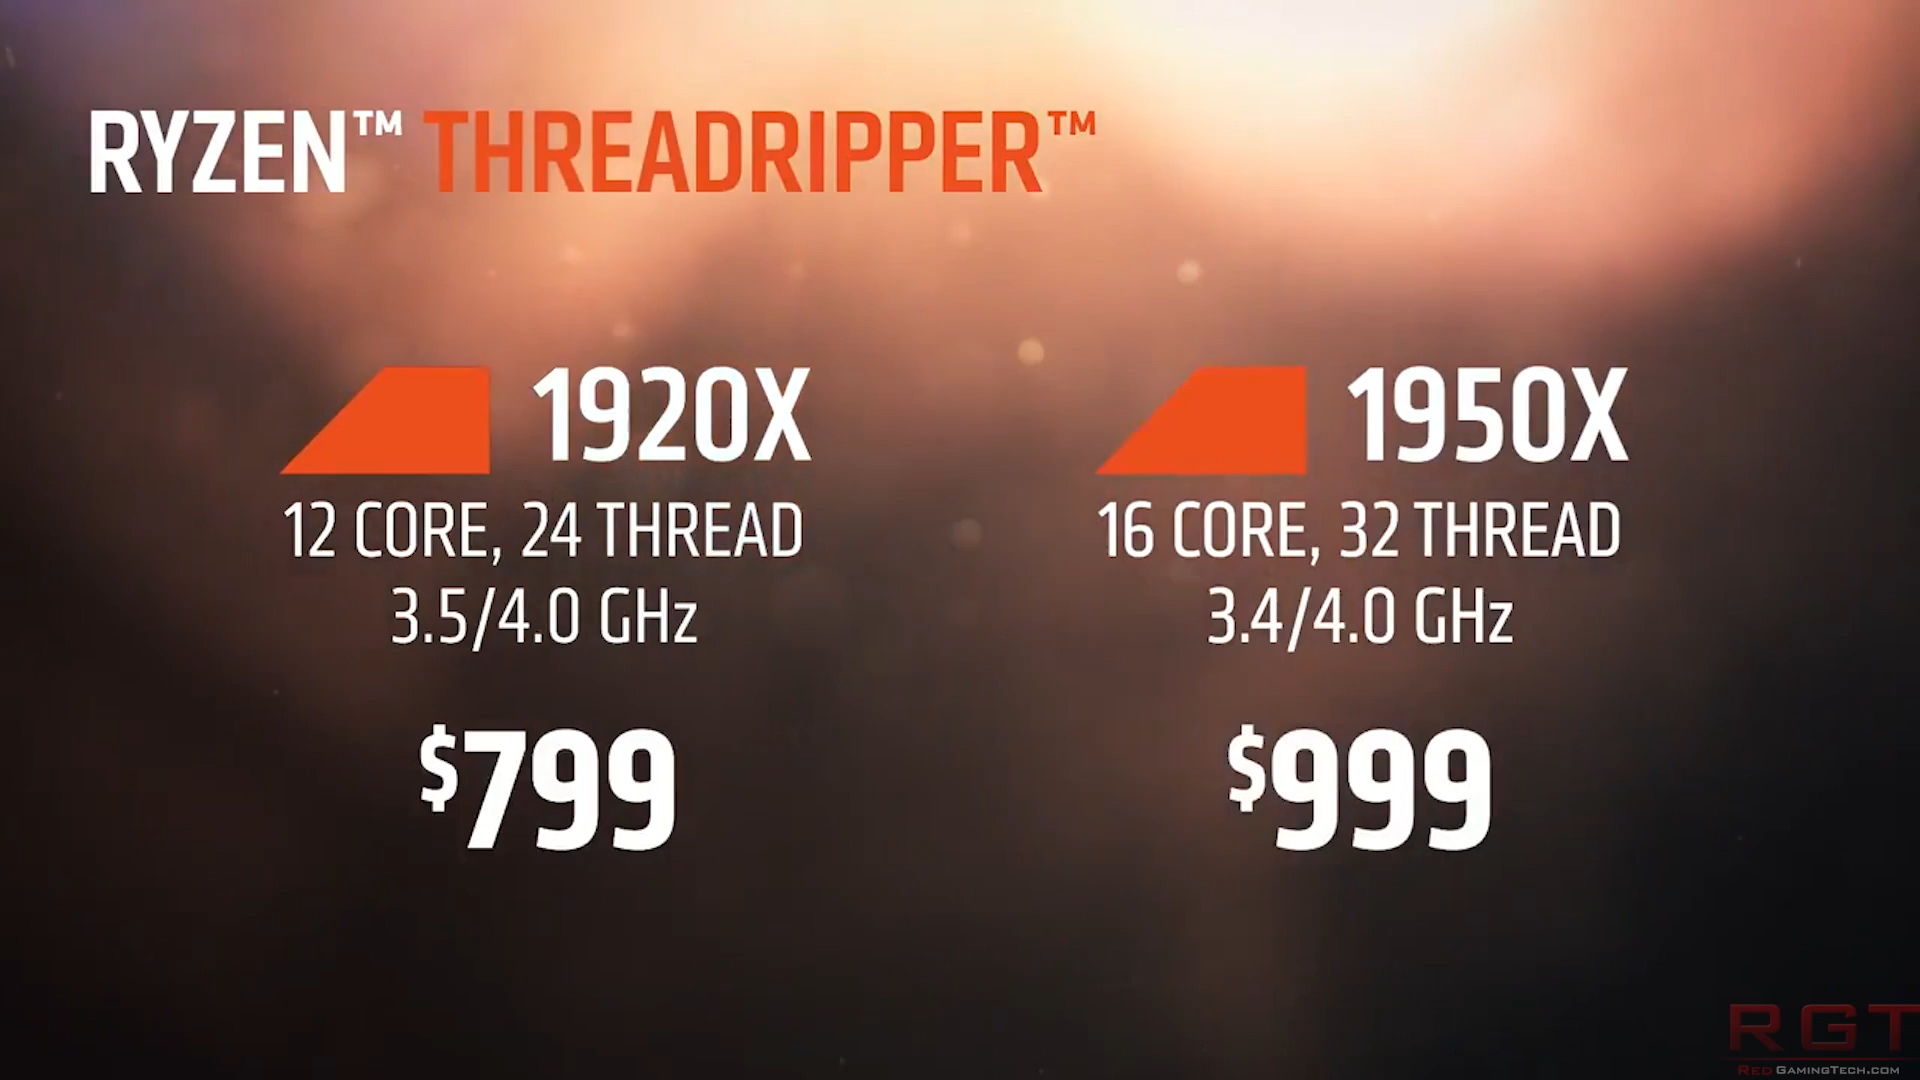 RYZEN™ THREADRIPPER™
1920X
12 CORE, 24 THREAD
3.5/4.0 GHz
$799
1950X
16 CORE, 32 THREAD
3.4/4.0 GHz
$999
RGT
REDGAMINGTECH.COM